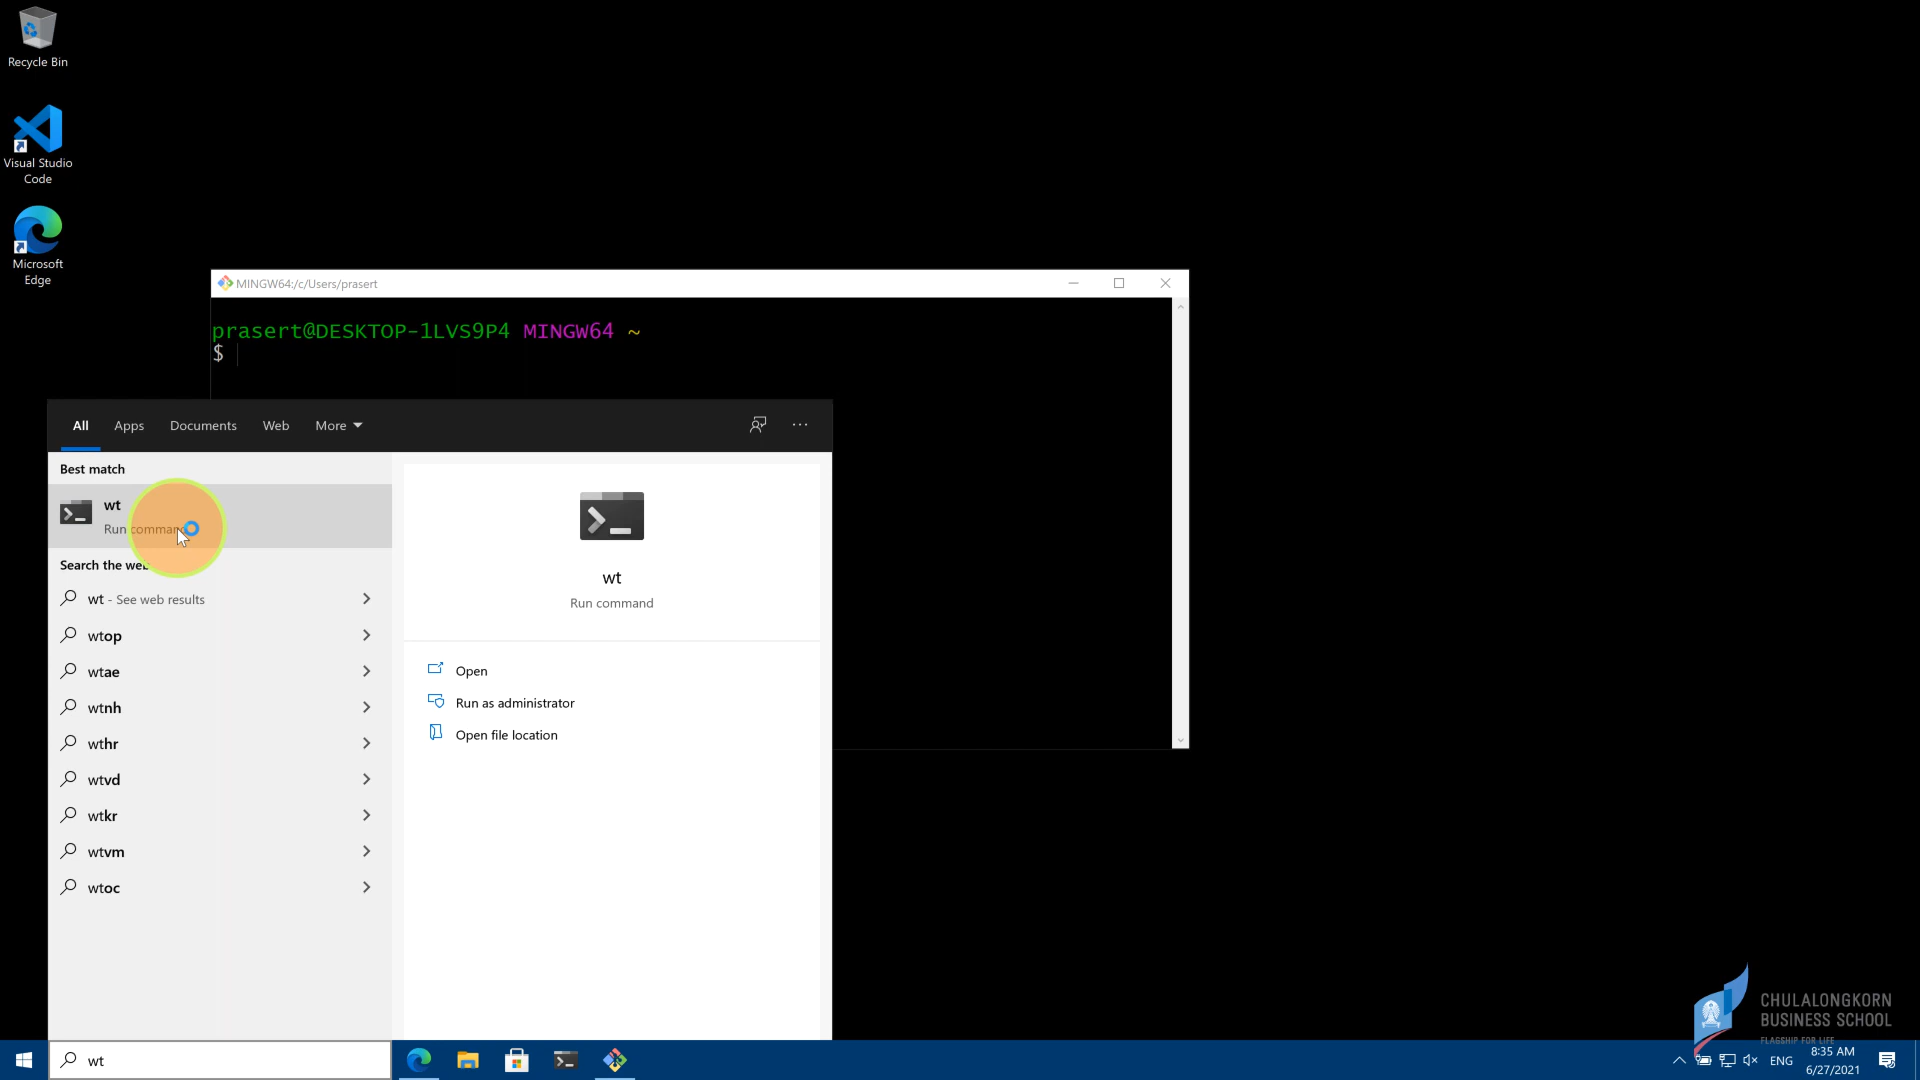 Recycle Bin
Visual Studio
Code
Microsoft
Edge
MINGW64:/c/Users/prasert
prasert@DESKTOP-1LVS9P4 MINGW64 ~
$
All Apps Documents Web More
Best match
wt
Run command
Search the web
wt - See web results
wtop
wtae
wtnh
wthr
wtvd
wtkr
wtvm
wtoc
wt
Run command
Open
Run as administrator
Open file location
CHULALONGKORN
BUSINESS SCHOOL
FLAGSHIP FOR LIFE
wt
ENG
8:35 AM
6/27/2021